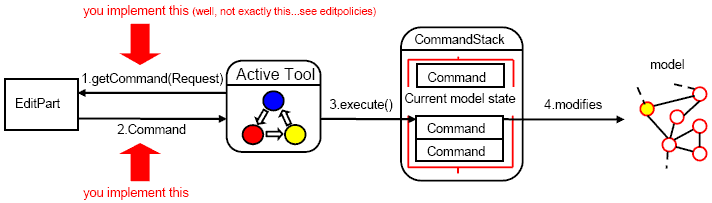 you implement this (well, not exactly this...see editpolicies)
CommandStack
model
1.getCommand(Request)
Active Tool
Command
EditPart
3.execute()
Current model state
4.modifies
2.Command
Command
Command
you implement this